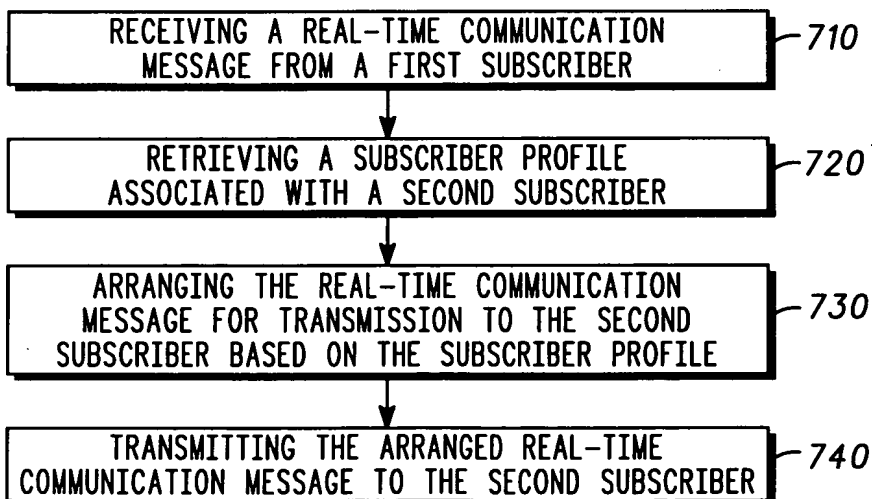 RECEIVING A REAL-TIME COMMUNICATION
MESSAGE FROM A FIRST SUBSCRIBER
710
RETRIEVING A SUBSCRIBER PROFILE
ASSOCIATED WITH A SECOND SUBSCRIBER
720
ARRANGING THE REAL-TIME COMMUNICATION
MESSAGE FOR TRANSMISSION TO THE SECOND
SUBSCRIBER BASED ON THE SUBSCRIBER PROFILE
730
TRANSMITTING THE ARRANGED REAL-TIME
COMMUNICATION MESSAGE TO THE SECOND SUBSCRIBER
740